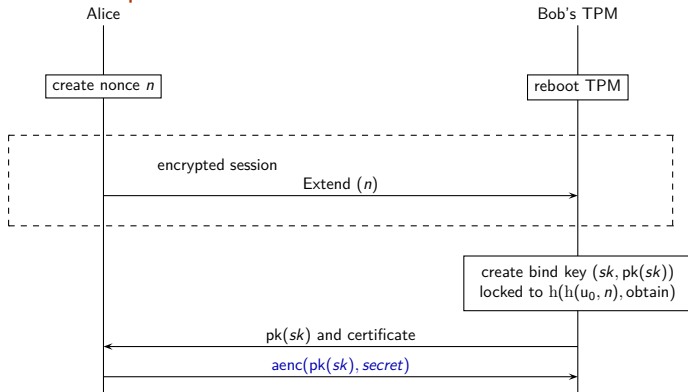 Alice
Bob's TPM
create nonce n
reboot TPM
encrypted session
Extend (n)
create bind key (sk, pk(sk))
locked to h(h(u₀, n), obtain)
pk(sk) and certificate
aenc(pk(sk), secret)